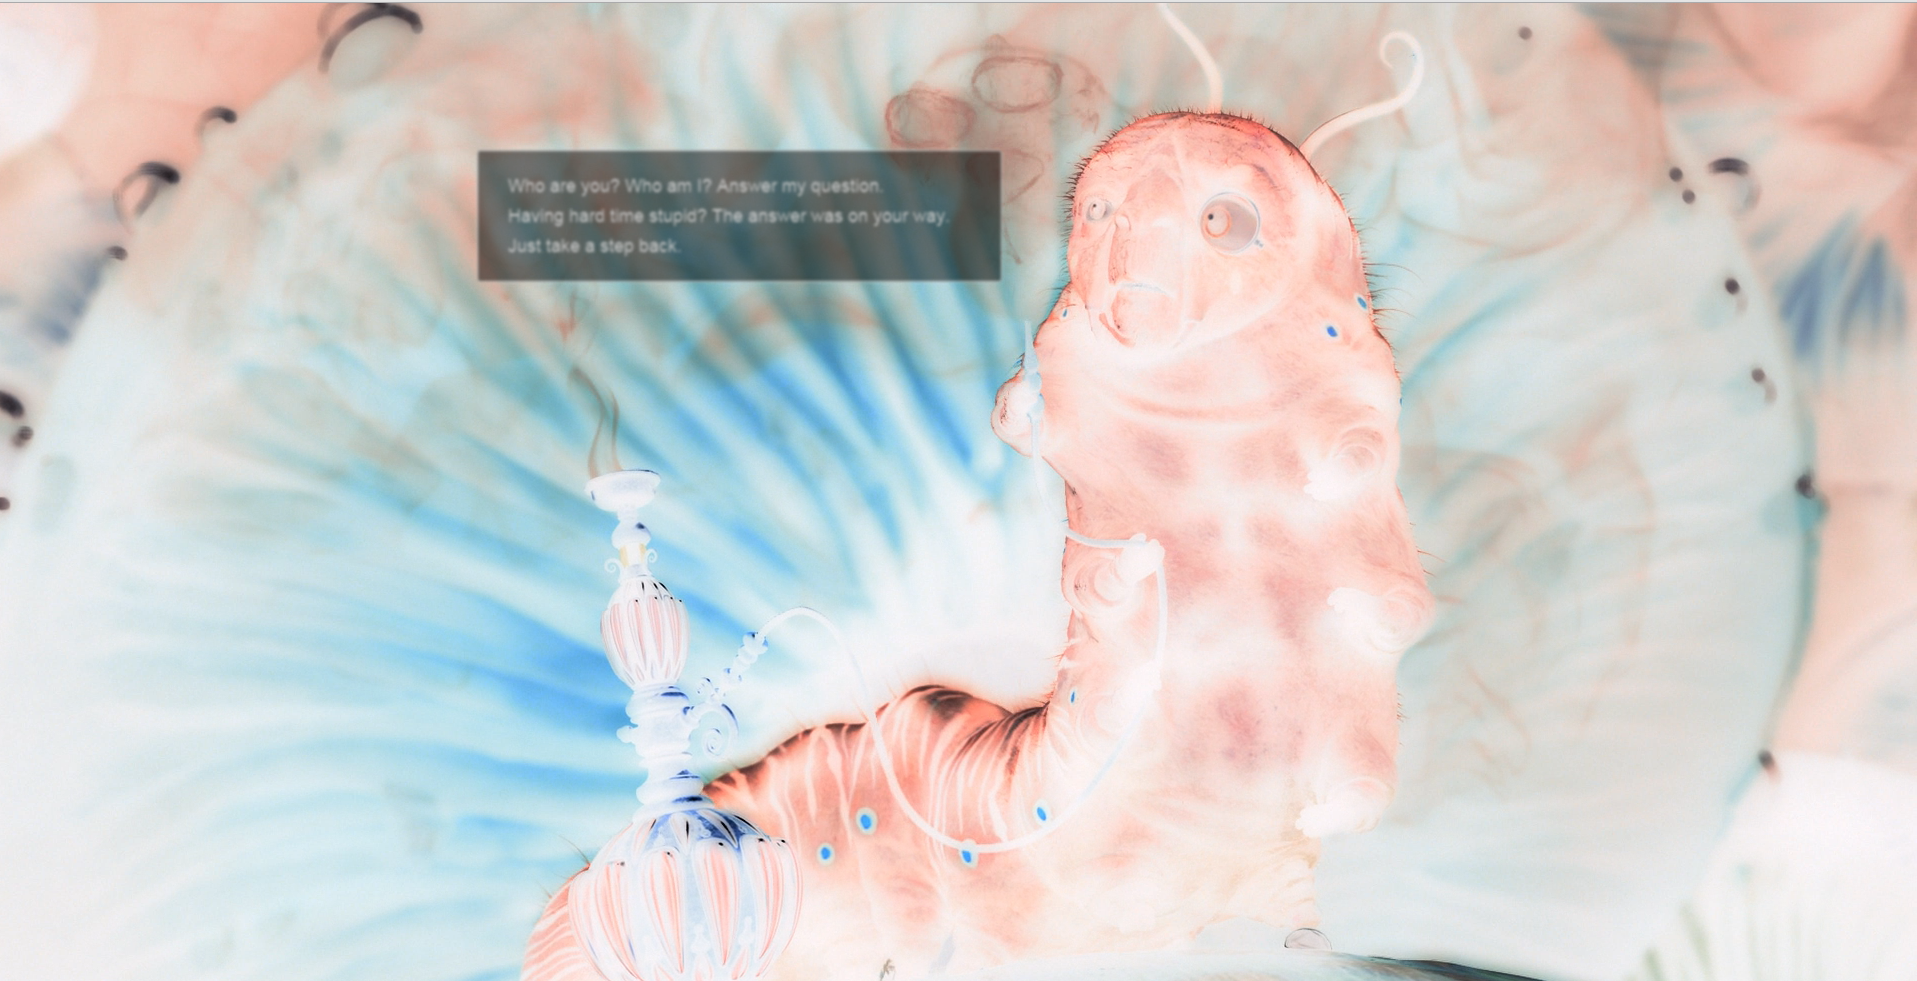 Who are you? Who am I? Answer my question.
Having hard time stupid? The answer was on your way.
Just take a step back.